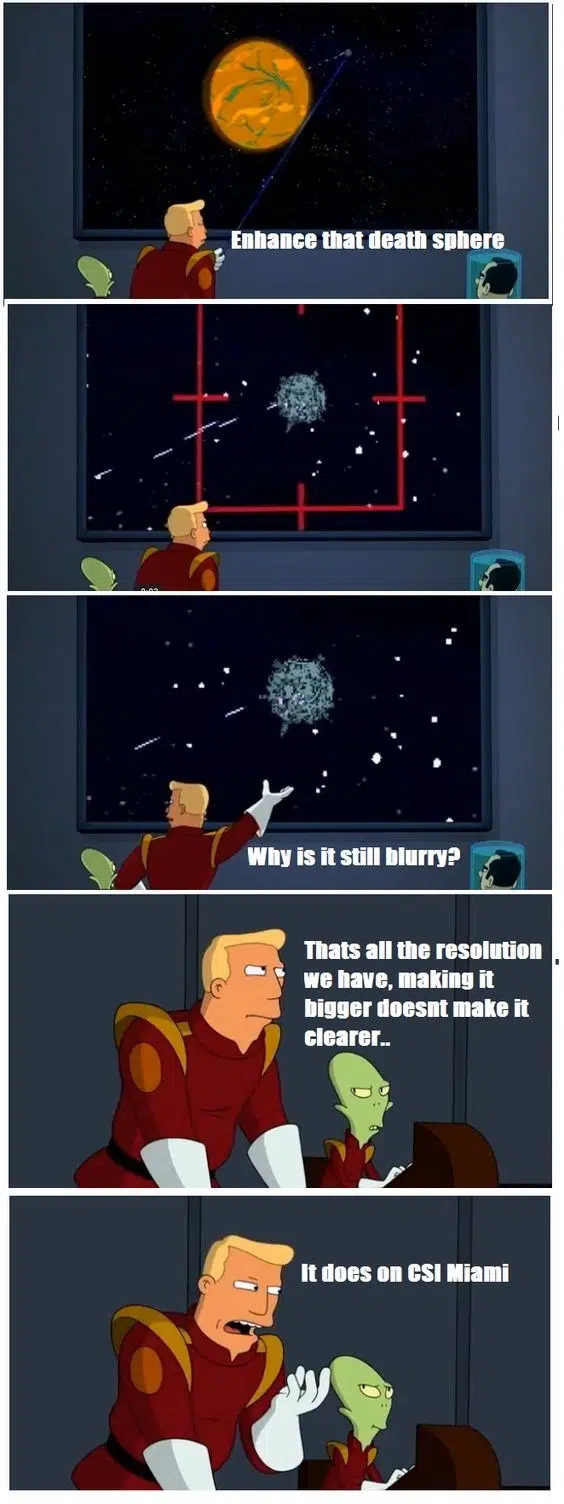 Enhance that death sphere
Why is it still blurry?
Thats all the resolution
we have, making it
bigger doesnt make it
clearer..
It does on CSI Miami